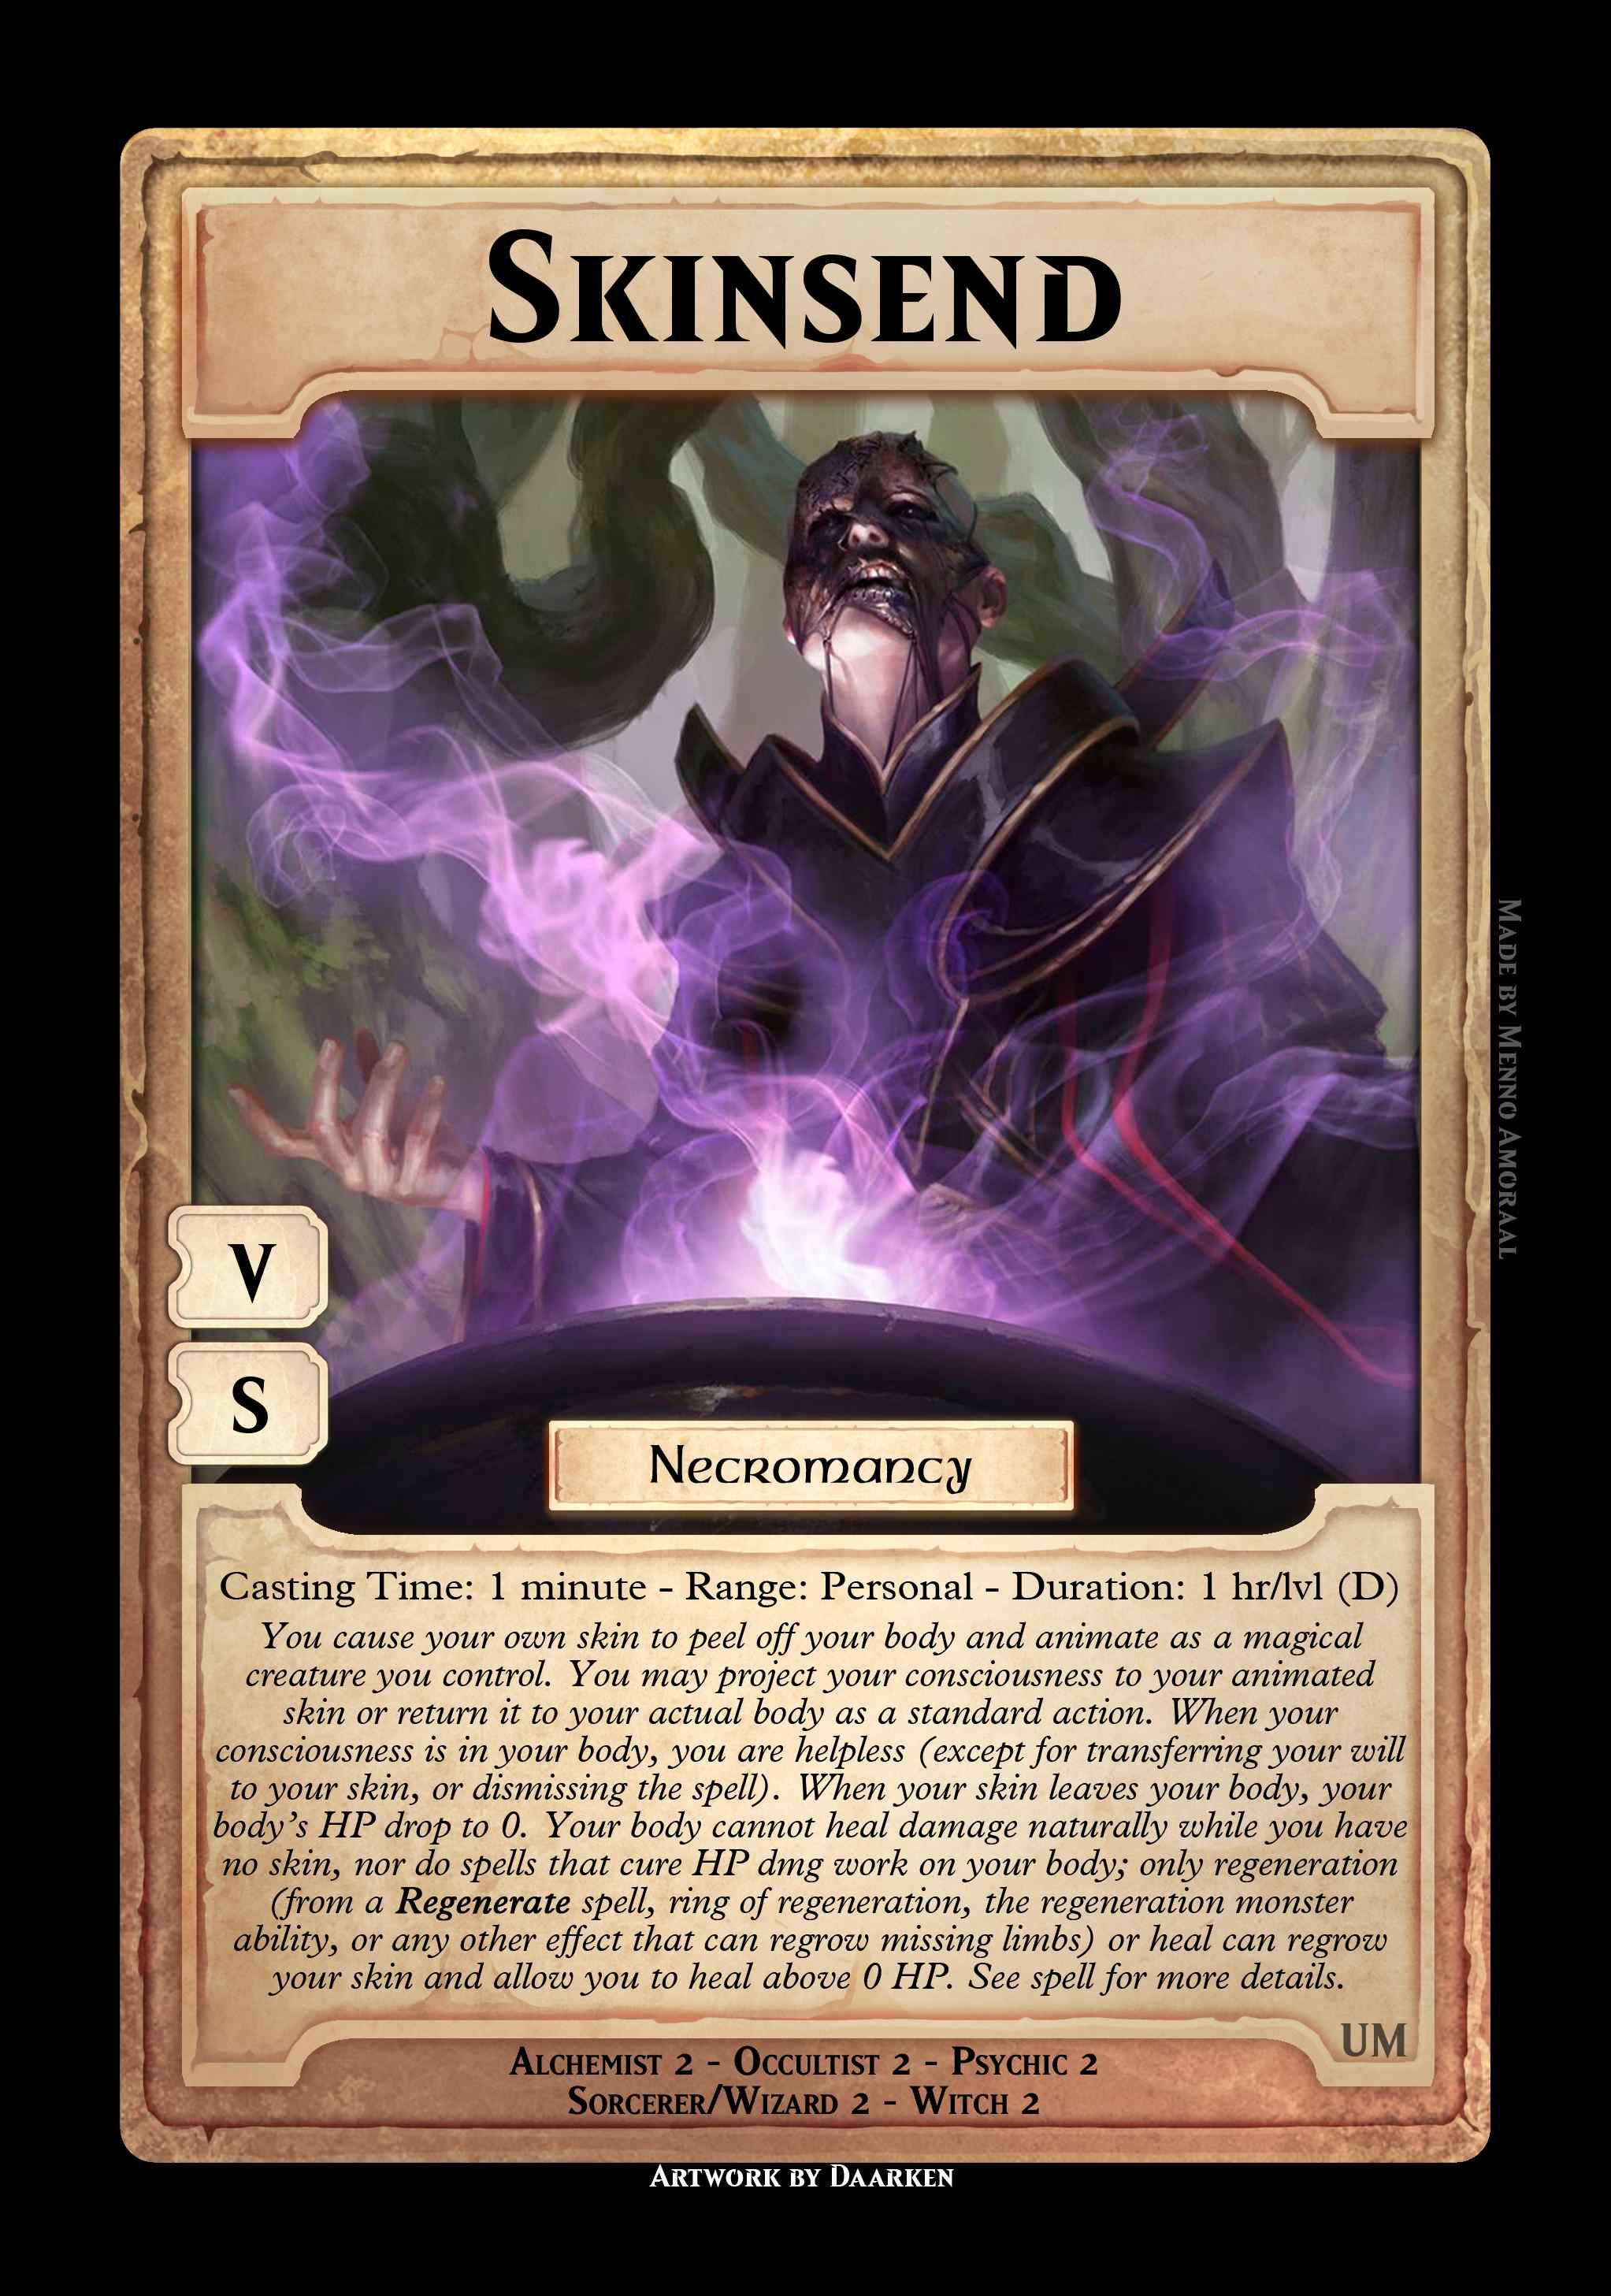 Skinsend
Made by Menno Amoraal
V
S
Necromancy
Casting Time: 1 minute - Range: Personal - Duration: 1 hr/lvl (D)
You cause your own skin to peel off your body and animate as a magical
creature you control. You may project your consciousness to your animated
skin or return it to your actual body as a standard action. When your
consciousness is in your body, you are helpless (except for transferring your will
to your skin, or dismissing the spell). When your skin leaves your body, your
body's HP drop to 0. Your body cannot heal damage naturally while you have
no skin, nor do spells that cure HP dmg work on your body; only regeneration
(from a Regenerate spell, ring of regeneration, the regeneration monster
ability, or any other effect that can regrow missing limbs) or heal can regrow
your skin and allow you to heal above 0 HP. See spell for more details.
UM
Alchemist 2 - Occultist 2 - Psychic 2
Sorcerer/Wizard 2 - Witch 2
Artwork by Daarken